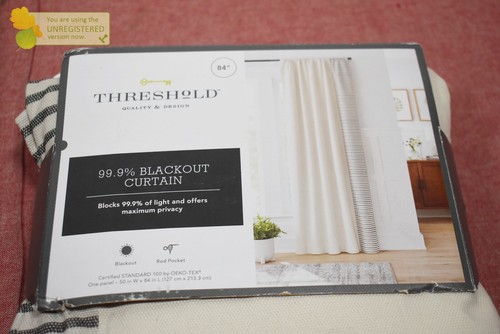 You are using the
UNREGISTERED
version now.
84"
THRESHOLD™
QUALITY & DESIGN
99.9% BLACKOUT
CURTAIN
Blocks 99.9% of light and offers
maximum privacy
Blackout
Rod Pocket
Certified STANDARD 100 by OEKO-TEX®
One panel – 50 in W x 84 in L (127 cm x 213.3 cm)